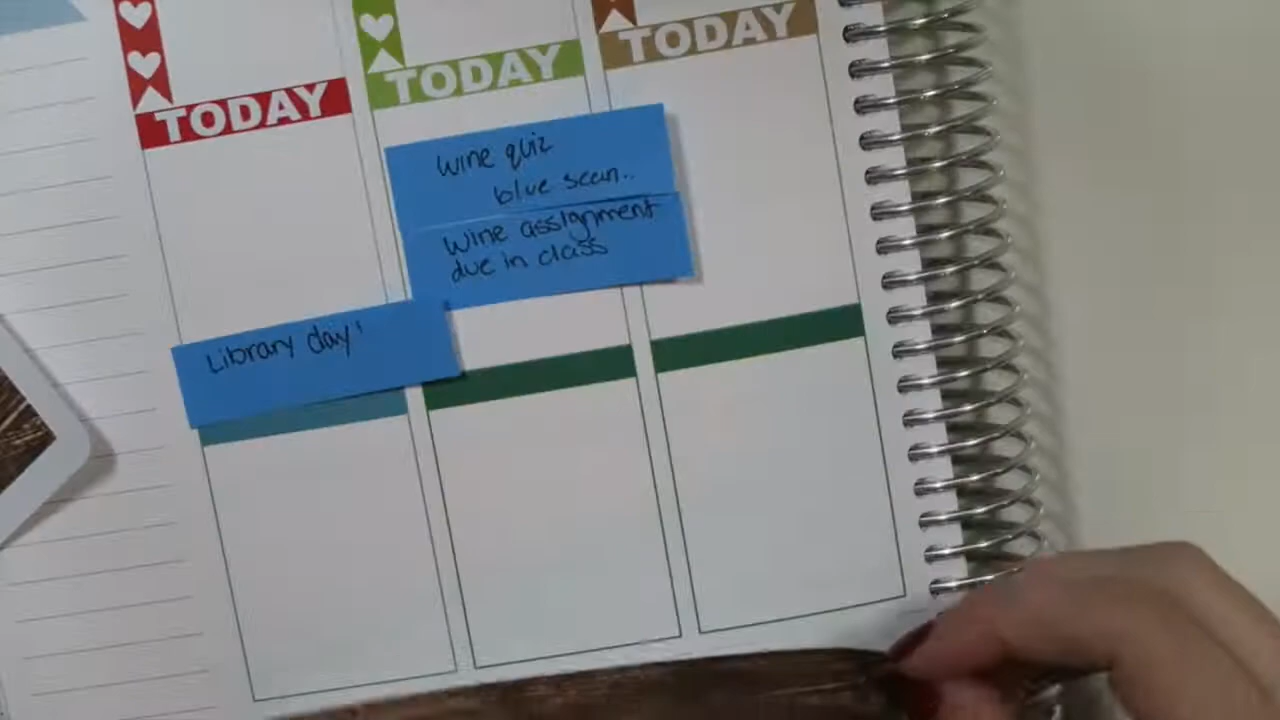 TODAY
TODAY
TODAY
wine quiz
blue scan..
Wine assignment
due in class
Library day!